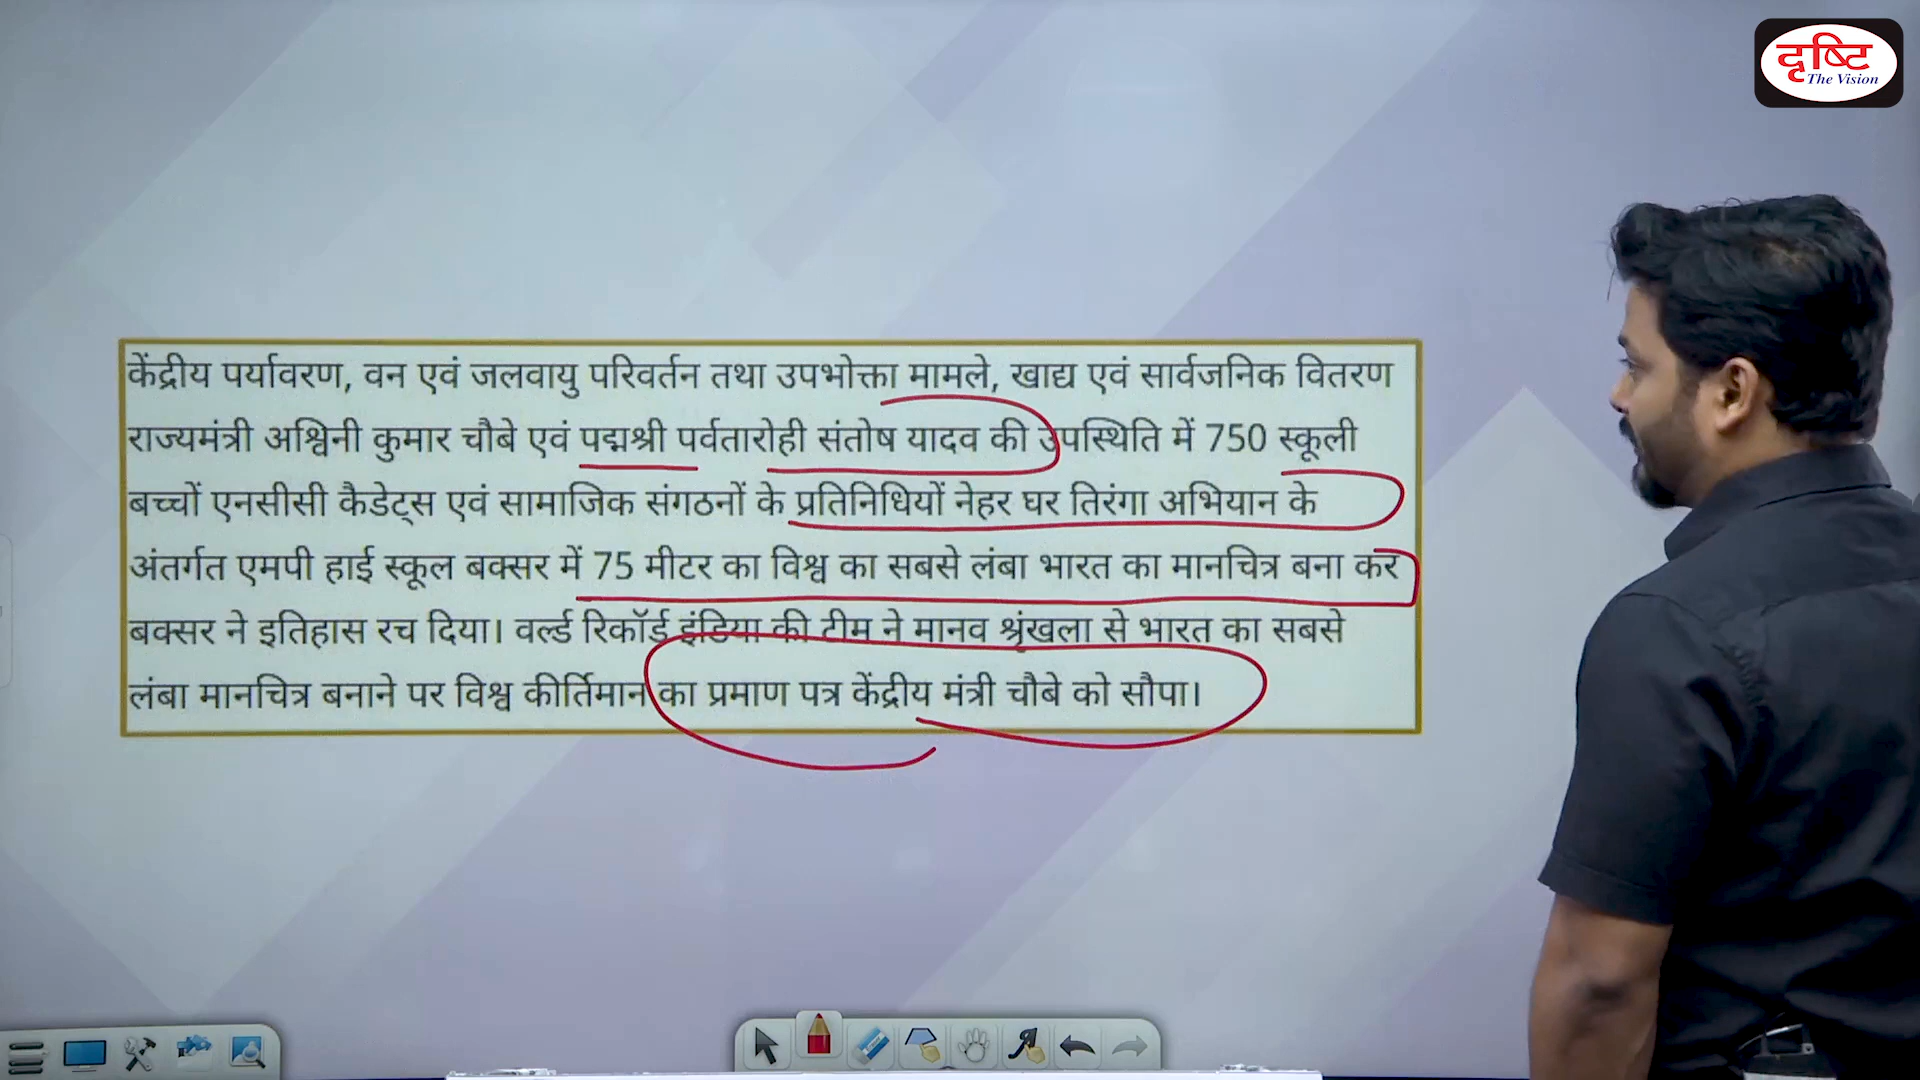 दृष्टि
The Vision
केंद्रीय पर्यावरण, वन एवं जलवायु परिवर्तन तथा उपभोक्ता मामले, खाद्य एवं सार्वजनिक वितरण
राज्यमंत्री अश्विनी कुमार चौबे एवं पद्मश्री पर्वतारोही संतोष यादव की उपस्थिति में 750 स्कूली
बच्चों एनसीसी कैडेट्स एवं सामाजिक संगठनों के प्रतिनिधियों नेहर घर तिरंगा अभियान के
अंतर्गत एमपी हाई स्कूल बक्सर में 75 मीटर का विश्व का सबसे लंबा भारत का मानचित्र बना कर
बक्सर ने इतिहास रच दिया। वर्ल्ड रिकॉर्ड इंडिया की टीम ने मानव श्रृंखला से भारत का सबसे
लंबा मानचित्र बनाने पर विश्व कीर्तिमान का प्रमाण पत्र केंद्रीय मंत्री चौबे को सौपा।